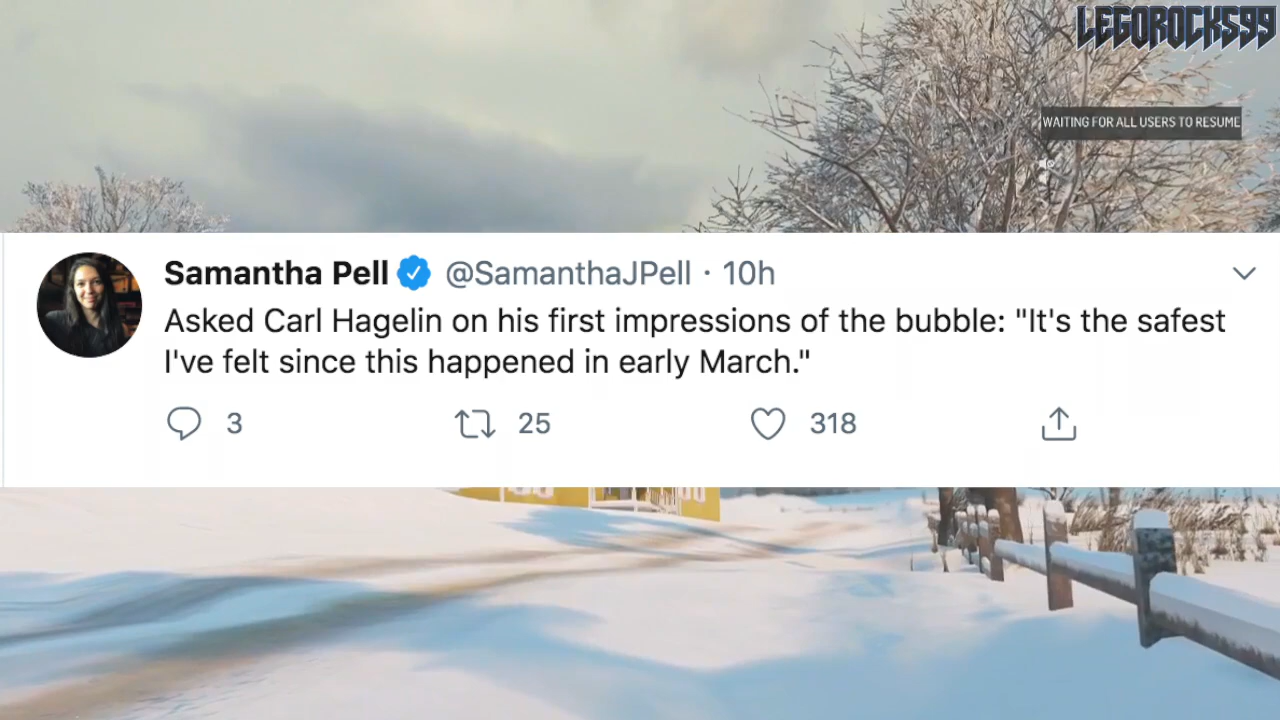 LEGOROCKS99
WAITING FOR ALL USERS TO RESUME
Samantha Pell @SamanthaJPell · 10h
Asked Carl Hagelin on his first impressions of the bubble: "It's the safest
I've felt since this happened in early March."
3 25 318